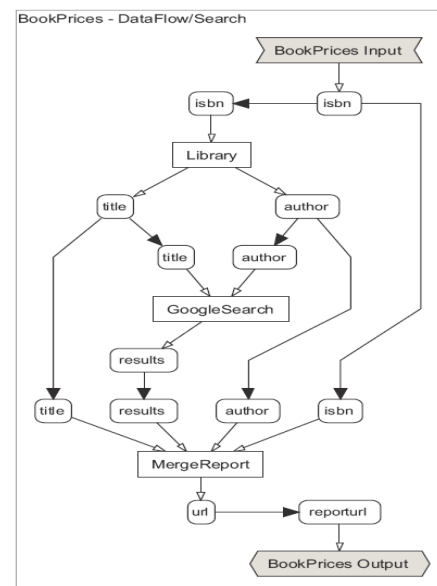 BookPrices - DataFlow/Search
BookPrices Input
isbn isbn
Library
title author
title author
GoogleSearch
results
title results author isbn
MergeReport
url reporturl
BookPrices Output